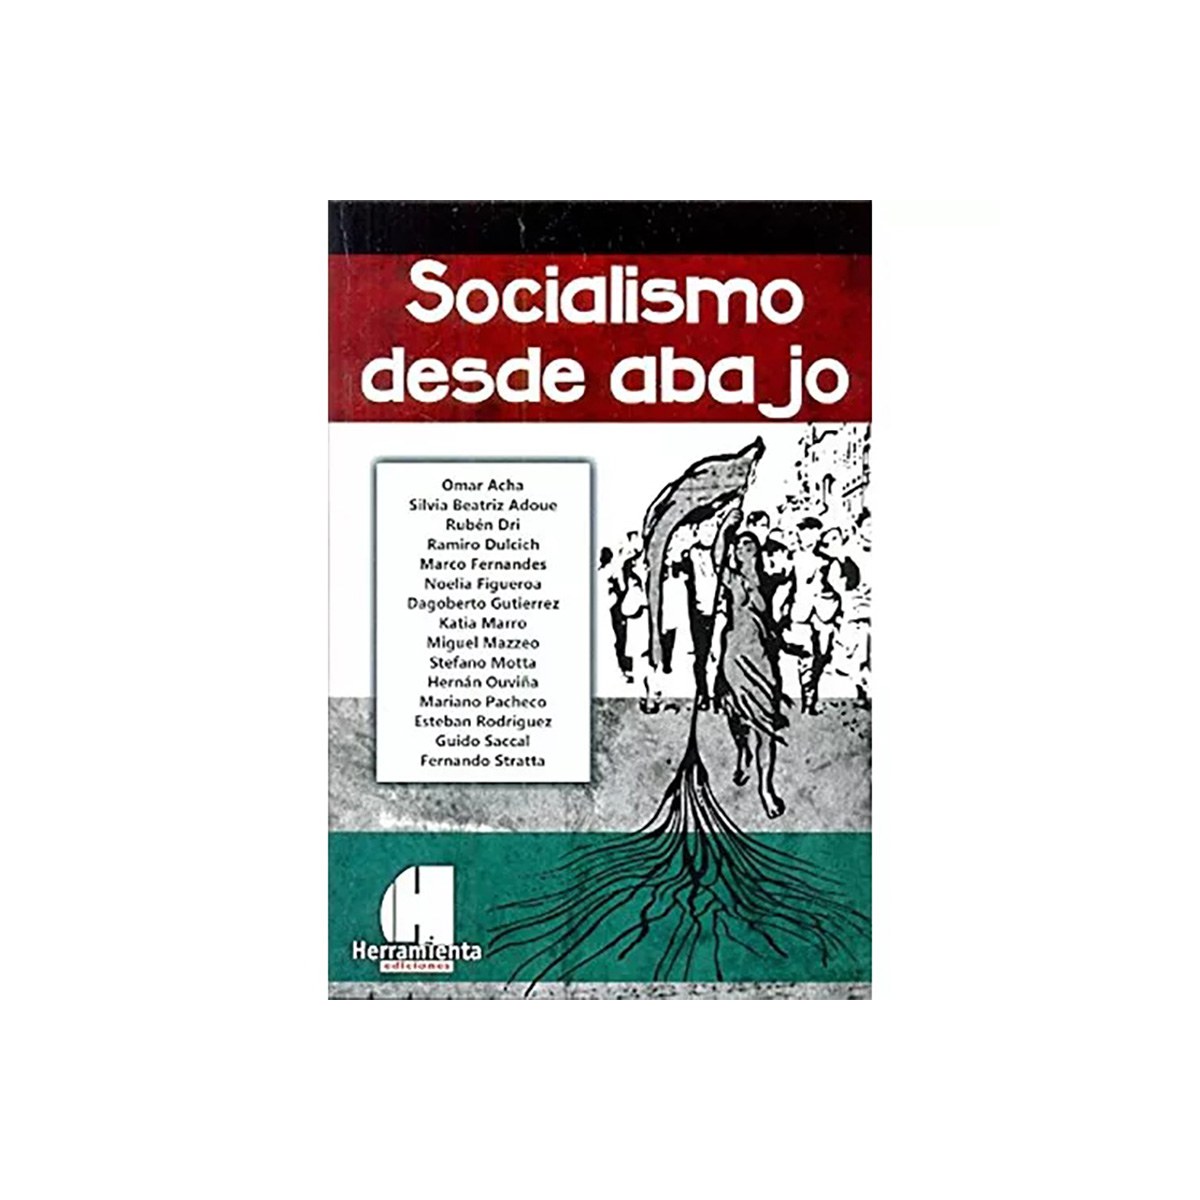 Socialismo
desde abajo
Omar Acha
Silvia Beatriz Adoue
Rubén Dri
Ramiro Dulcich
Marco Fernandes
Noelia Figueroa
Dagoberto Gutierrez
Katia Marro
Miguel Mazzeo
Stefano Motta
Hernán Ouviña
Mariano Pacheco
Esteban Rodriguez
Guido Saccal
Fernando Stratta
H
Herramienta
ediciones